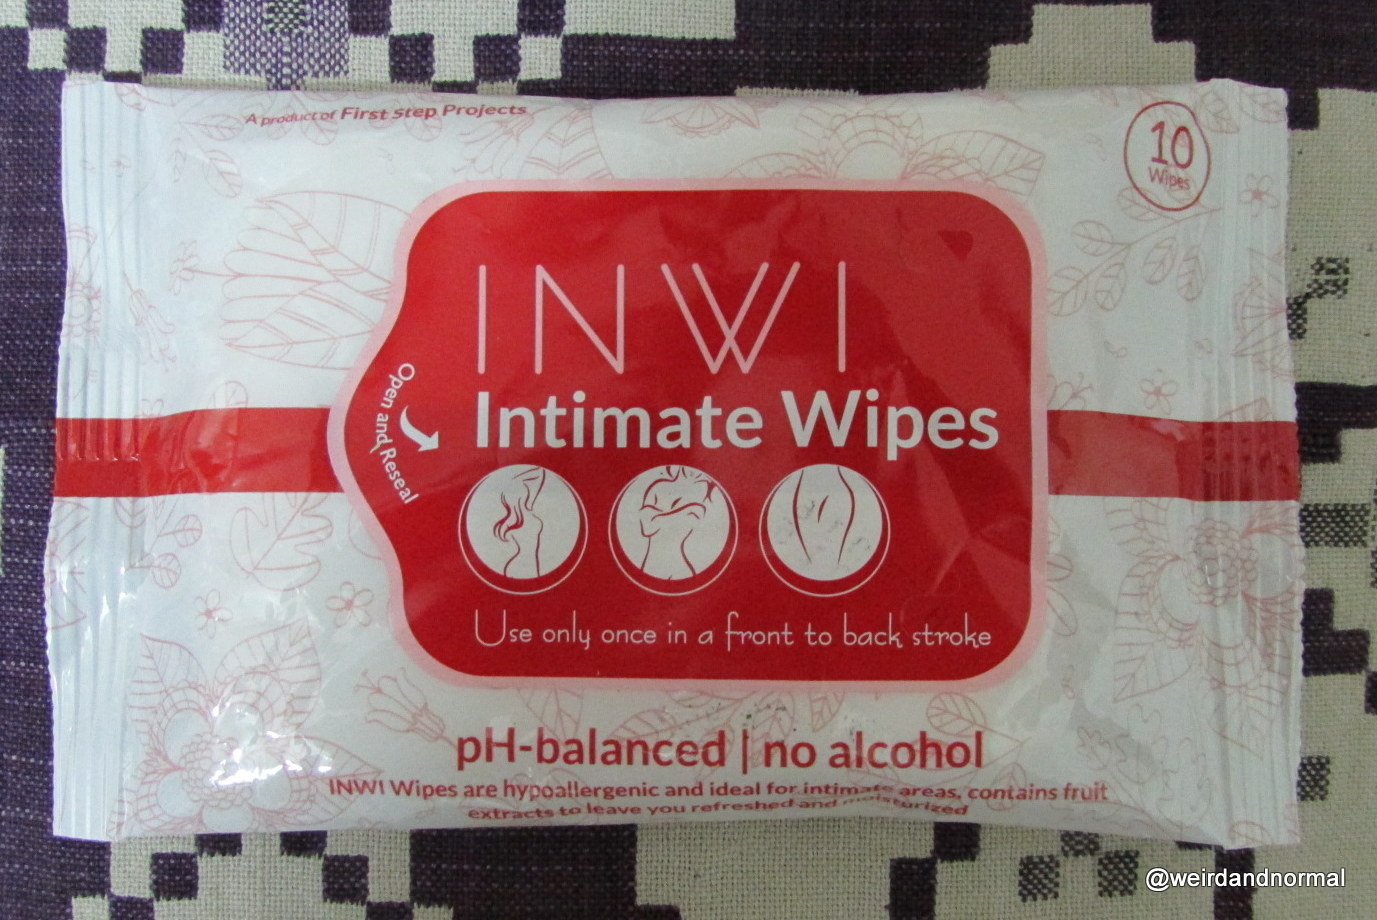 A product of First Step Projects
10
Wipes
INWI
Open and Reseal
Intimate Wipes
Use only once in a front to back stroke
pH-balanced | no alcohol
INWI Wipes are hypoallergenic and ideal for intimate areas, contains fruit
extracts to leave you refreshed and moisturized
@weirdandnormal